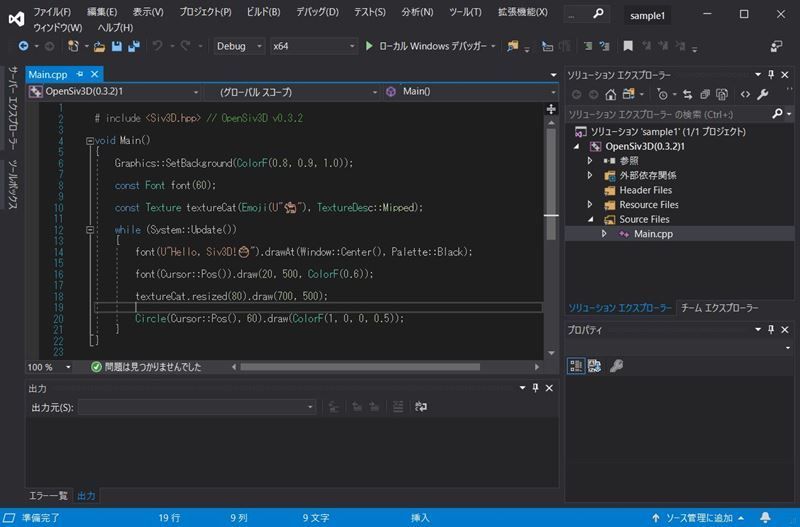 ファイル(F) 編集(E) 表示(V) プロジェクト(P) ビルド(B) デバッグ(D) テスト(S) 分析(N) ツール(T) 拡張機能(X) ... sample1
ウィンドウ(W) ヘルプ(H)
Debug x64 ローカル Windows デバッガー
サーバー エクスプローラー
ツールボックス
Main.cpp
OpenSiv3D(0.3.2)1 (グローバル スコープ) Main()
1
2 # include <Siv3D.hpp> // OpenSiv3D v0.3.2
3
4 void Main()
5 {
6 Graphics::SetBackground(ColorF(0.8, 0.9, 1.0));
7
8 const Font font(60);
9
10 const Texture textureCat(Emoji(U"🐈"), TextureDesc::Mipped);
11
12 while (System::Update())
13 {
14 font(U"Hello, Siv3D!🐣").drawAt(Window::Center(), Palette::Black);
15
16 font(Cursor::Pos()).draw(20, 500, ColorF(0.6));
17
18 textureCat.resized(80).draw(700, 500);
19
20 Circle(Cursor::Pos(), 60).draw(ColorF(1, 0, 0, 0.5));
21 }
22 }
23
100 % 問題は見つかりませんでした
出力
出力元(S):
エラー一覧 出力
ソリューション エクスプローラー
ソリューション エクスプローラー の検索 (Ctrl+:)
ソリューション 'sample1' (1/1 プロジェクト)
OpenSiv3D(0.3.2)1
参照
外部依存関係
Header Files
Resource Files
Source Files
Main.cpp
ソリューション エクスプローラー チーム エクスプローラー
プロパティ
準備完了 19 行 9 列 9 文字 挿入 ソース管理に追加